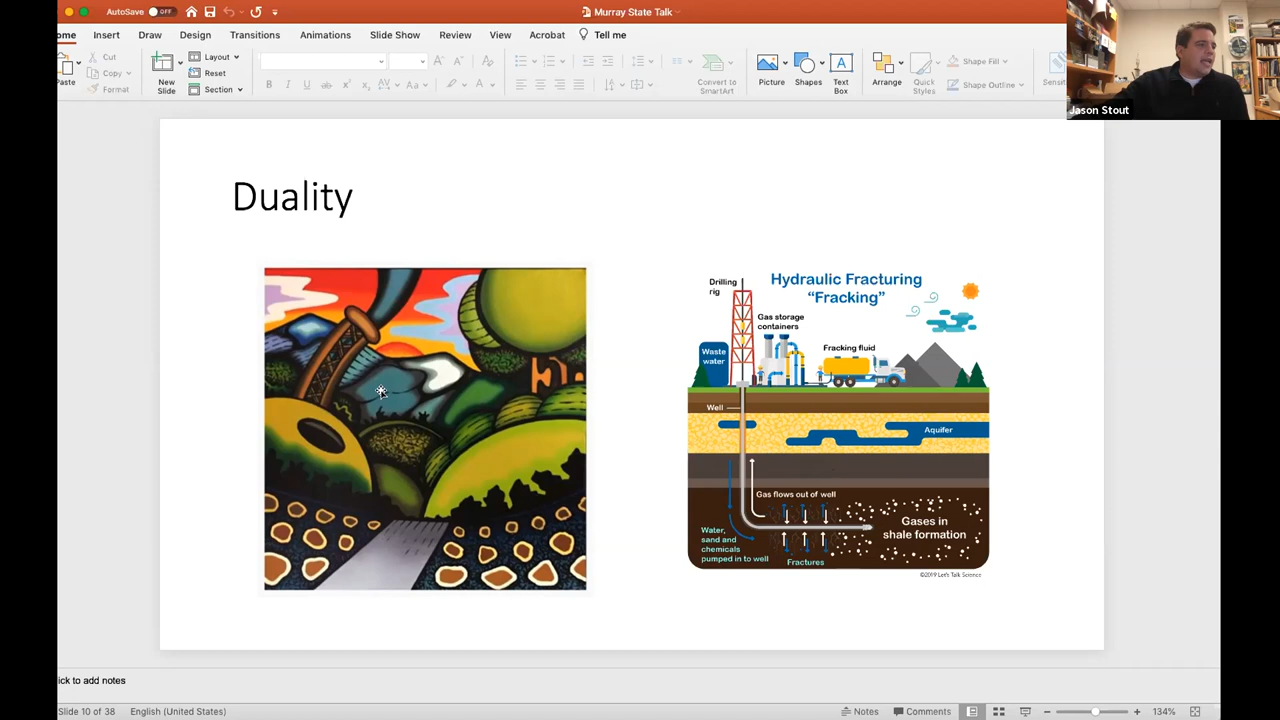 AutoSave OFF
Murray State Talk
ome Insert Draw Design Transitions Animations Slide Show Review View Acrobat Tell me
Cut
Copy
Format
Paste
New
Slide
Layout
Reset
Section
B I U ab x Aa
Convert to
SmartArt
Picture
Shapes
Text
Box
Arrange
Quick
Styles
Shape Fill
Shape Outline
Sensit
Jason Stout
Duality
Hydraulic Fracturing
"Fracking"
Drilling
rig
Gas storage
containers
Fracking fluid
Waste
water
Well
Aquifer
Gas flows out of well
Gases in
shale formation
Water,
sand and
chemicals
pumped in to well
Fractures
©2019 Let's Talk Science
ick to add notes
Slide 10 of 38 English (United States)
Notes Comments 134%